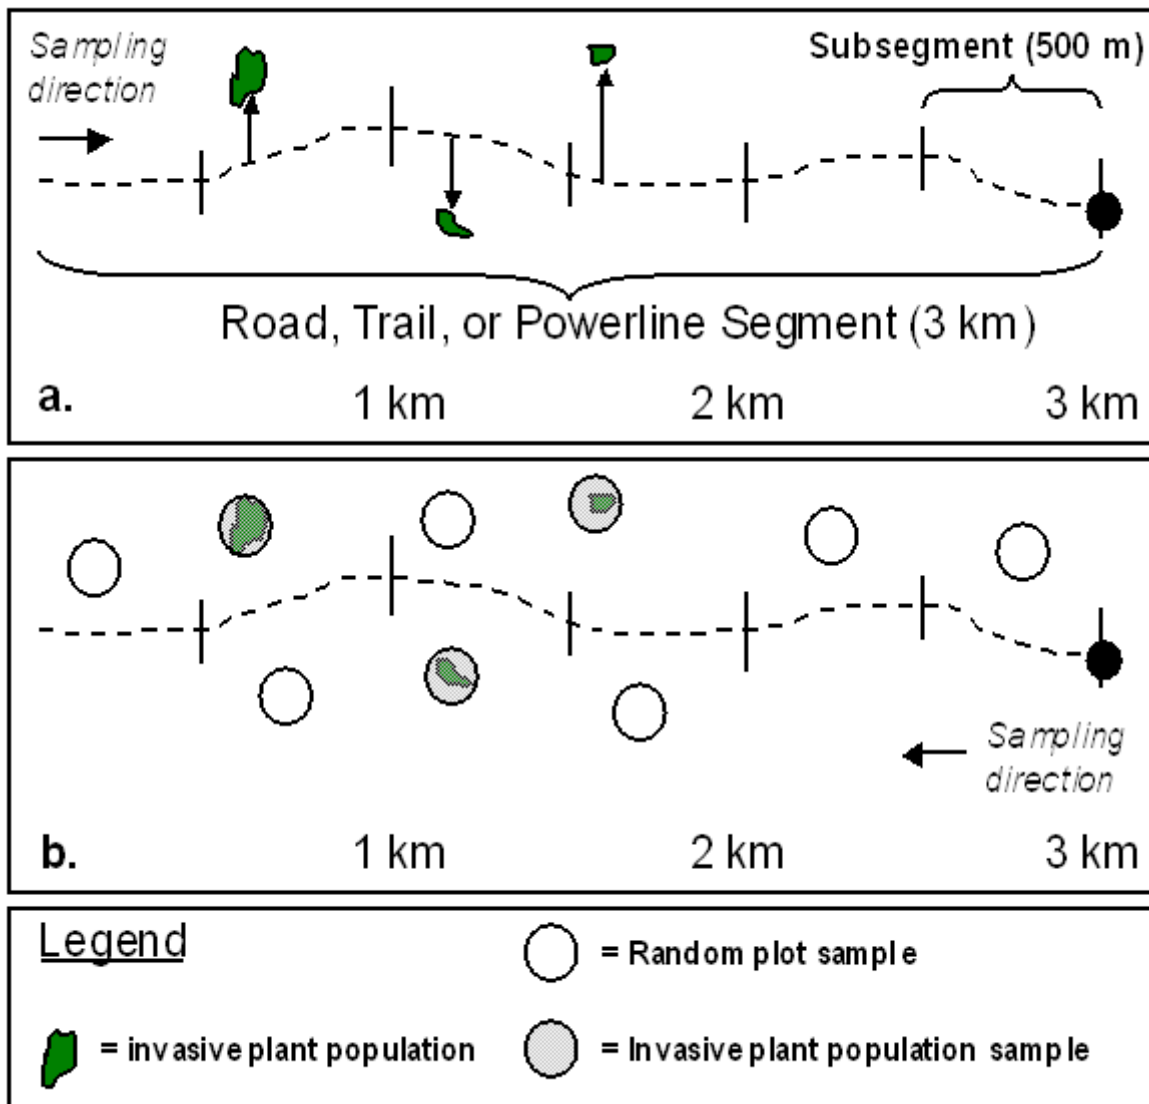 Sampling
direction
Subsegment (500 m)
Road, Trail, or Powerline Segment (3 km)
a.
1 km
2 km
3 km
Sampling
direction
b.
1 km
2 km
3 km
Legend
= Random plot sample
= invasive plant population
= Invasive plant population sample